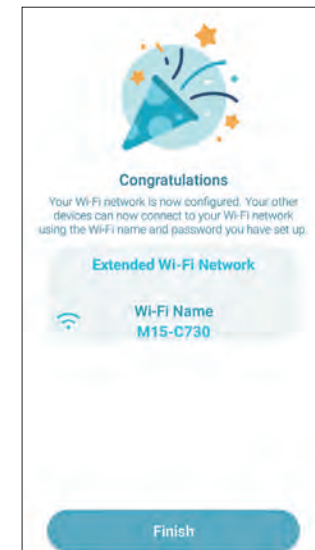 Congratulations
Your Wi-Fi network is now configured. Your other
devices can now connect to your Wi-Fi network
using the Wi-Fi name and password you have set up.
Extended Wi-Fi Network
Wi-Fi Name
M15-C730
Finish